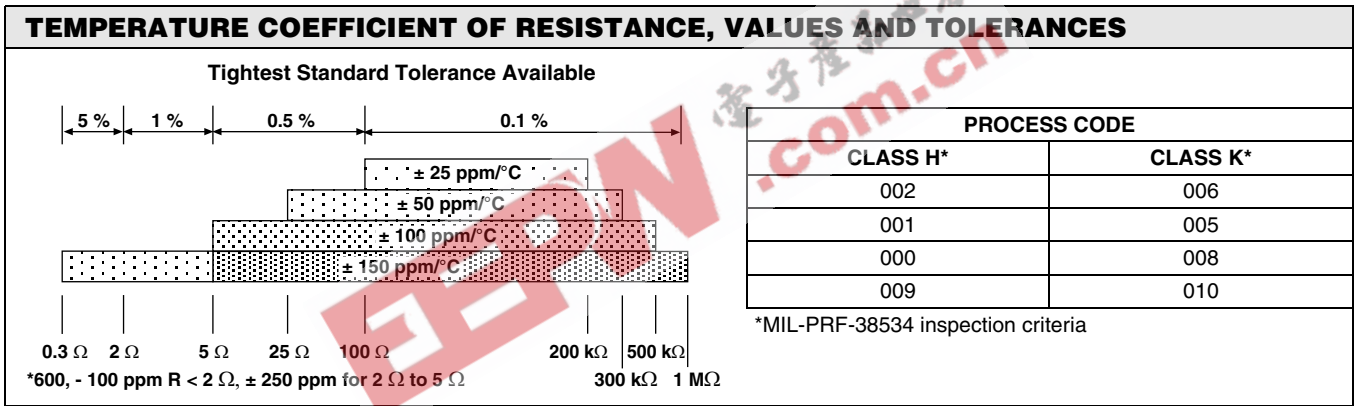 TEMPERATURE COEFFICIENT OF RESISTANCE, VALUES AND TOLERANCES
Tightest Standard Tolerance Available
5 % 1 % 0.5 % 0.1 %
± 25 ppm/°C
± 50 ppm/°C
± 100 ppm/°C
± 150 ppm/°C
0.3 Ω 2 Ω 5 Ω 25 Ω 100 Ω 200 kΩ 500 kΩ
300 kΩ 1 MΩ
*600, - 100 ppm R < 2 Ω, ± 250 ppm for 2 Ω to 5 Ω
PROCESS CODE
CLASS H* CLASS K*
002 006
001 005
000 008
009 010
*MIL-PRF-38534 inspection criteria
EEPW
.com.cn